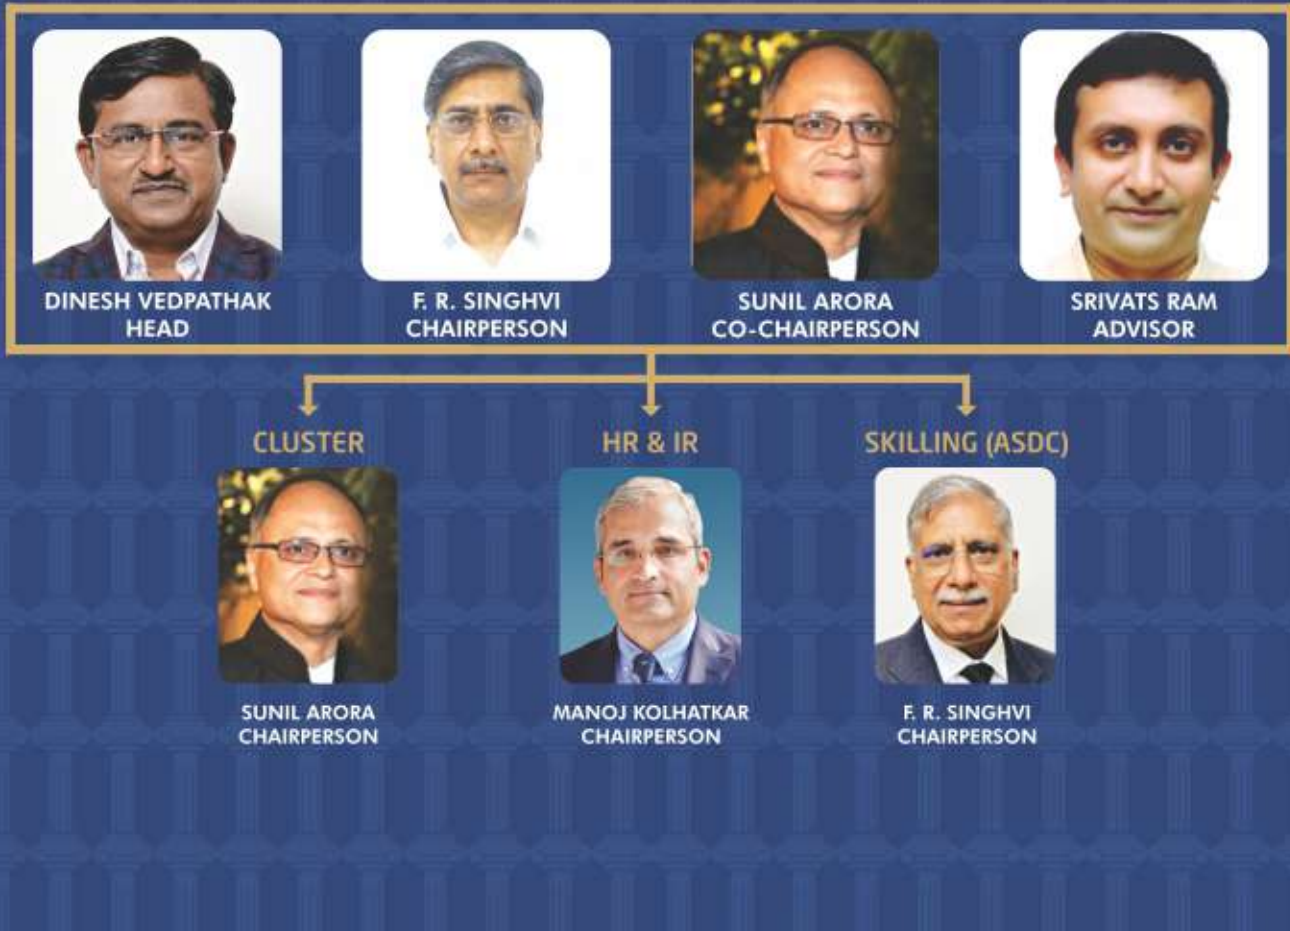 DINESH VEDPATHAK
HEAD
F. R. SINGHVI
CHAIRPERSON
SUNIL ARORA
CO-CHAIRPERSON
SRIVATS RAM
ADVISOR
CLUSTER
HR & IR
SKILLING (ASDC)
SUNIL ARORA
CHAIRPERSON
MANOJ KOLHATKAR
CHAIRPERSON
F. R. SINGHVI
CHAIRPERSON